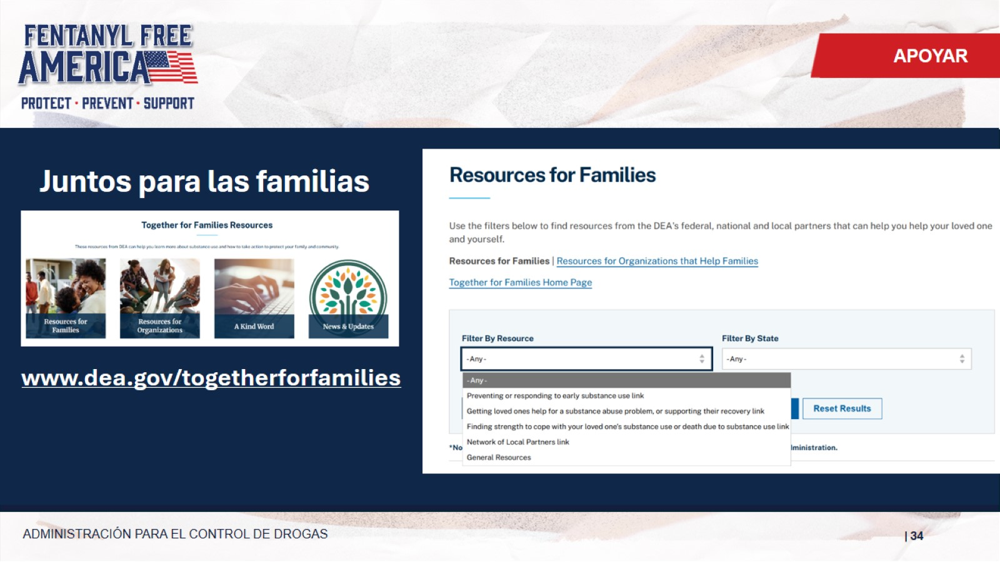 FENTANYL FREE
AMERICA
PROTECT • PREVENT • SUPPORT
APOYAR
Juntos para las familias
Together for Families Resources
These resources from DEA can help you learn more about substance use and how to take action to protect your family and community.
Resources for
Families
Resources for
Organizations
A Kind Word
News & Updates
www.dea.gov/togetherforfamilies
Resources for Families
Use the filters below to find resources from the DEA's federal, national and local partners that can help you help your loved one
and yourself.
Resources for Families | Resources for Organizations that Help Families
Together for Families Home Page
Filter By Resource
Filter By State
- Any -
- Any -
- Any -
Preventing or responding to early substance use link
Getting loved ones help for a substance abuse problem, or supporting their recovery link
Finding strength to cope with your loved one's substance use or death due to substance use link
Network of Local Partners link
General Resources
Reset Results
*No
ministration.
ADMINISTRACIÓN PARA EL CONTROL DE DROGAS
| 34